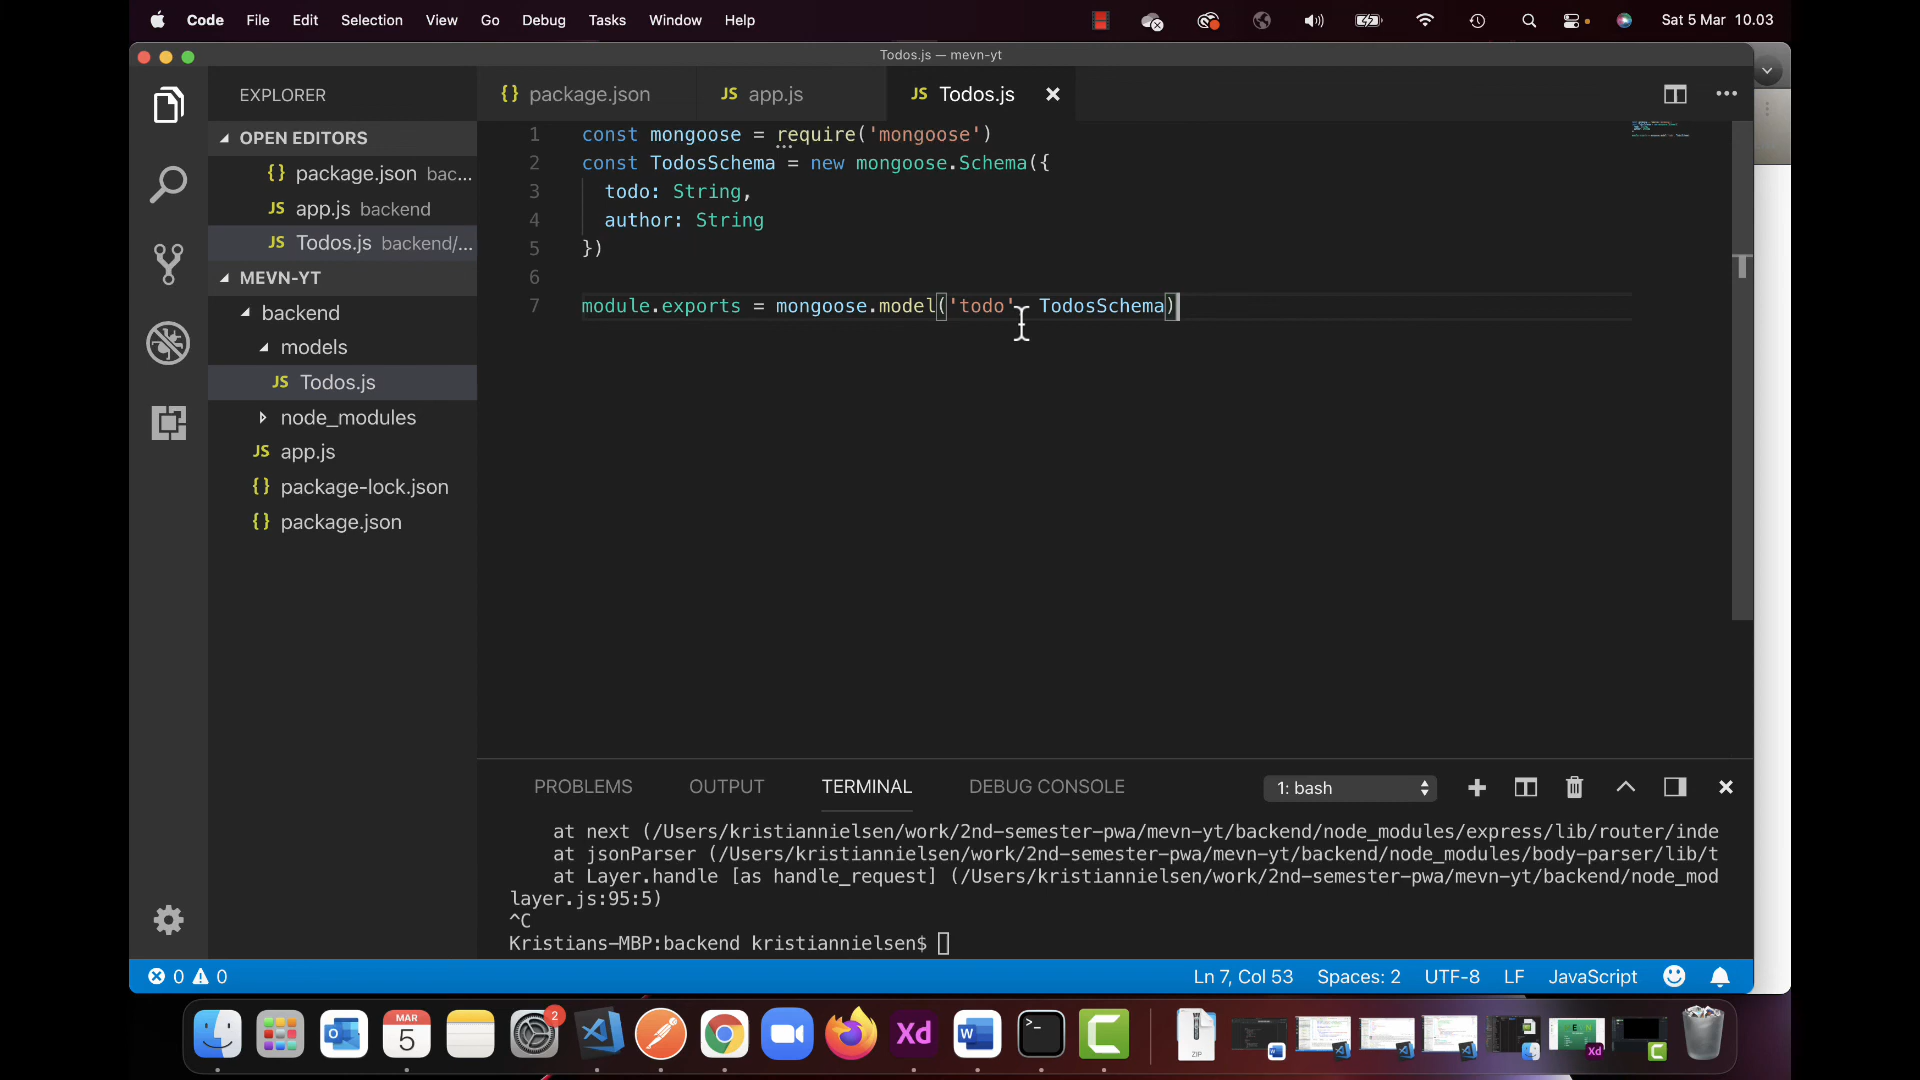 Code File Edit Selection View Go Debug Tasks Window Help Sat 5 Mar 10.03
Todos.js — mevn-yt
EXPLORER
{} package.json JS app.js JS Todos.js
OPEN EDITORS
{} package.json bac...
JS app.js backend
JS Todos.js backend/...
MEVN-YT
backend
models
JS Todos.js
node_modules
JS app.js
{} package-lock.json
{} package.json
1 const mongoose = require('mongoose')
2 const TodosSchema = new mongoose.Schema({
3 todo: String,
4 author: String
5 })
6
7 module.exports = mongoose.model('todo' TodosSchema)
PROBLEMS OUTPUT TERMINAL DEBUG CONSOLE 1: bash
at next (/Users/kristiannielsen/work/2nd-semester-pwa/mevn-yt/backend/node_modules/express/lib/router/inde
at jsonParser (/Users/kristiannielsen/work/2nd-semester-pwa/mevn-yt/backend/node_modules/body-parser/lib/t
at Layer.handle [as handle_request] (/Users/kristiannielsen/work/2nd-semester-pwa/mevn-yt/backend/node_mod
layer.js:95:5)
^C
Kristians-MBP:backend kristiannielsen$
0 0 Ln 7, Col 53 Spaces: 2 UTF-8 LF JavaScript
MAR
5
2
Xd
ZIP